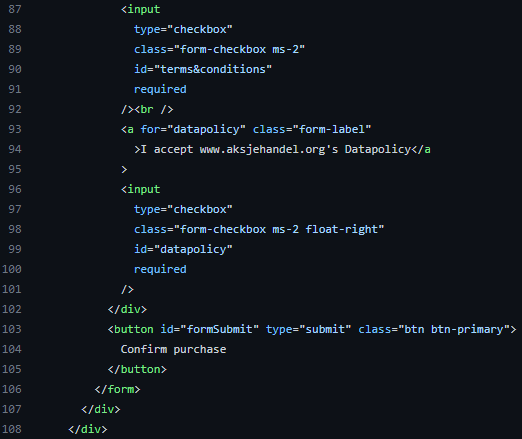 87 <input
88 type="checkbox"
89 class="form-checkbox ms-2"
90 id="terms&conditions"
91 required
92 /><br />
93 <a for="datapolicy" class="form-label"
94 >I accept www.aksjehandel.org's Datapolicy</a
95 >
96 <input
97 type="checkbox"
98 class="form-checkbox ms-2 float-right"
99 id="datapolicy"
100 required
101 />
102 </div>
103 <button id="formSubmit" type="submit" class="btn btn-primary">
104 Confirm purchase
105 </button>
106 </form>
107 </div>
108 </div>